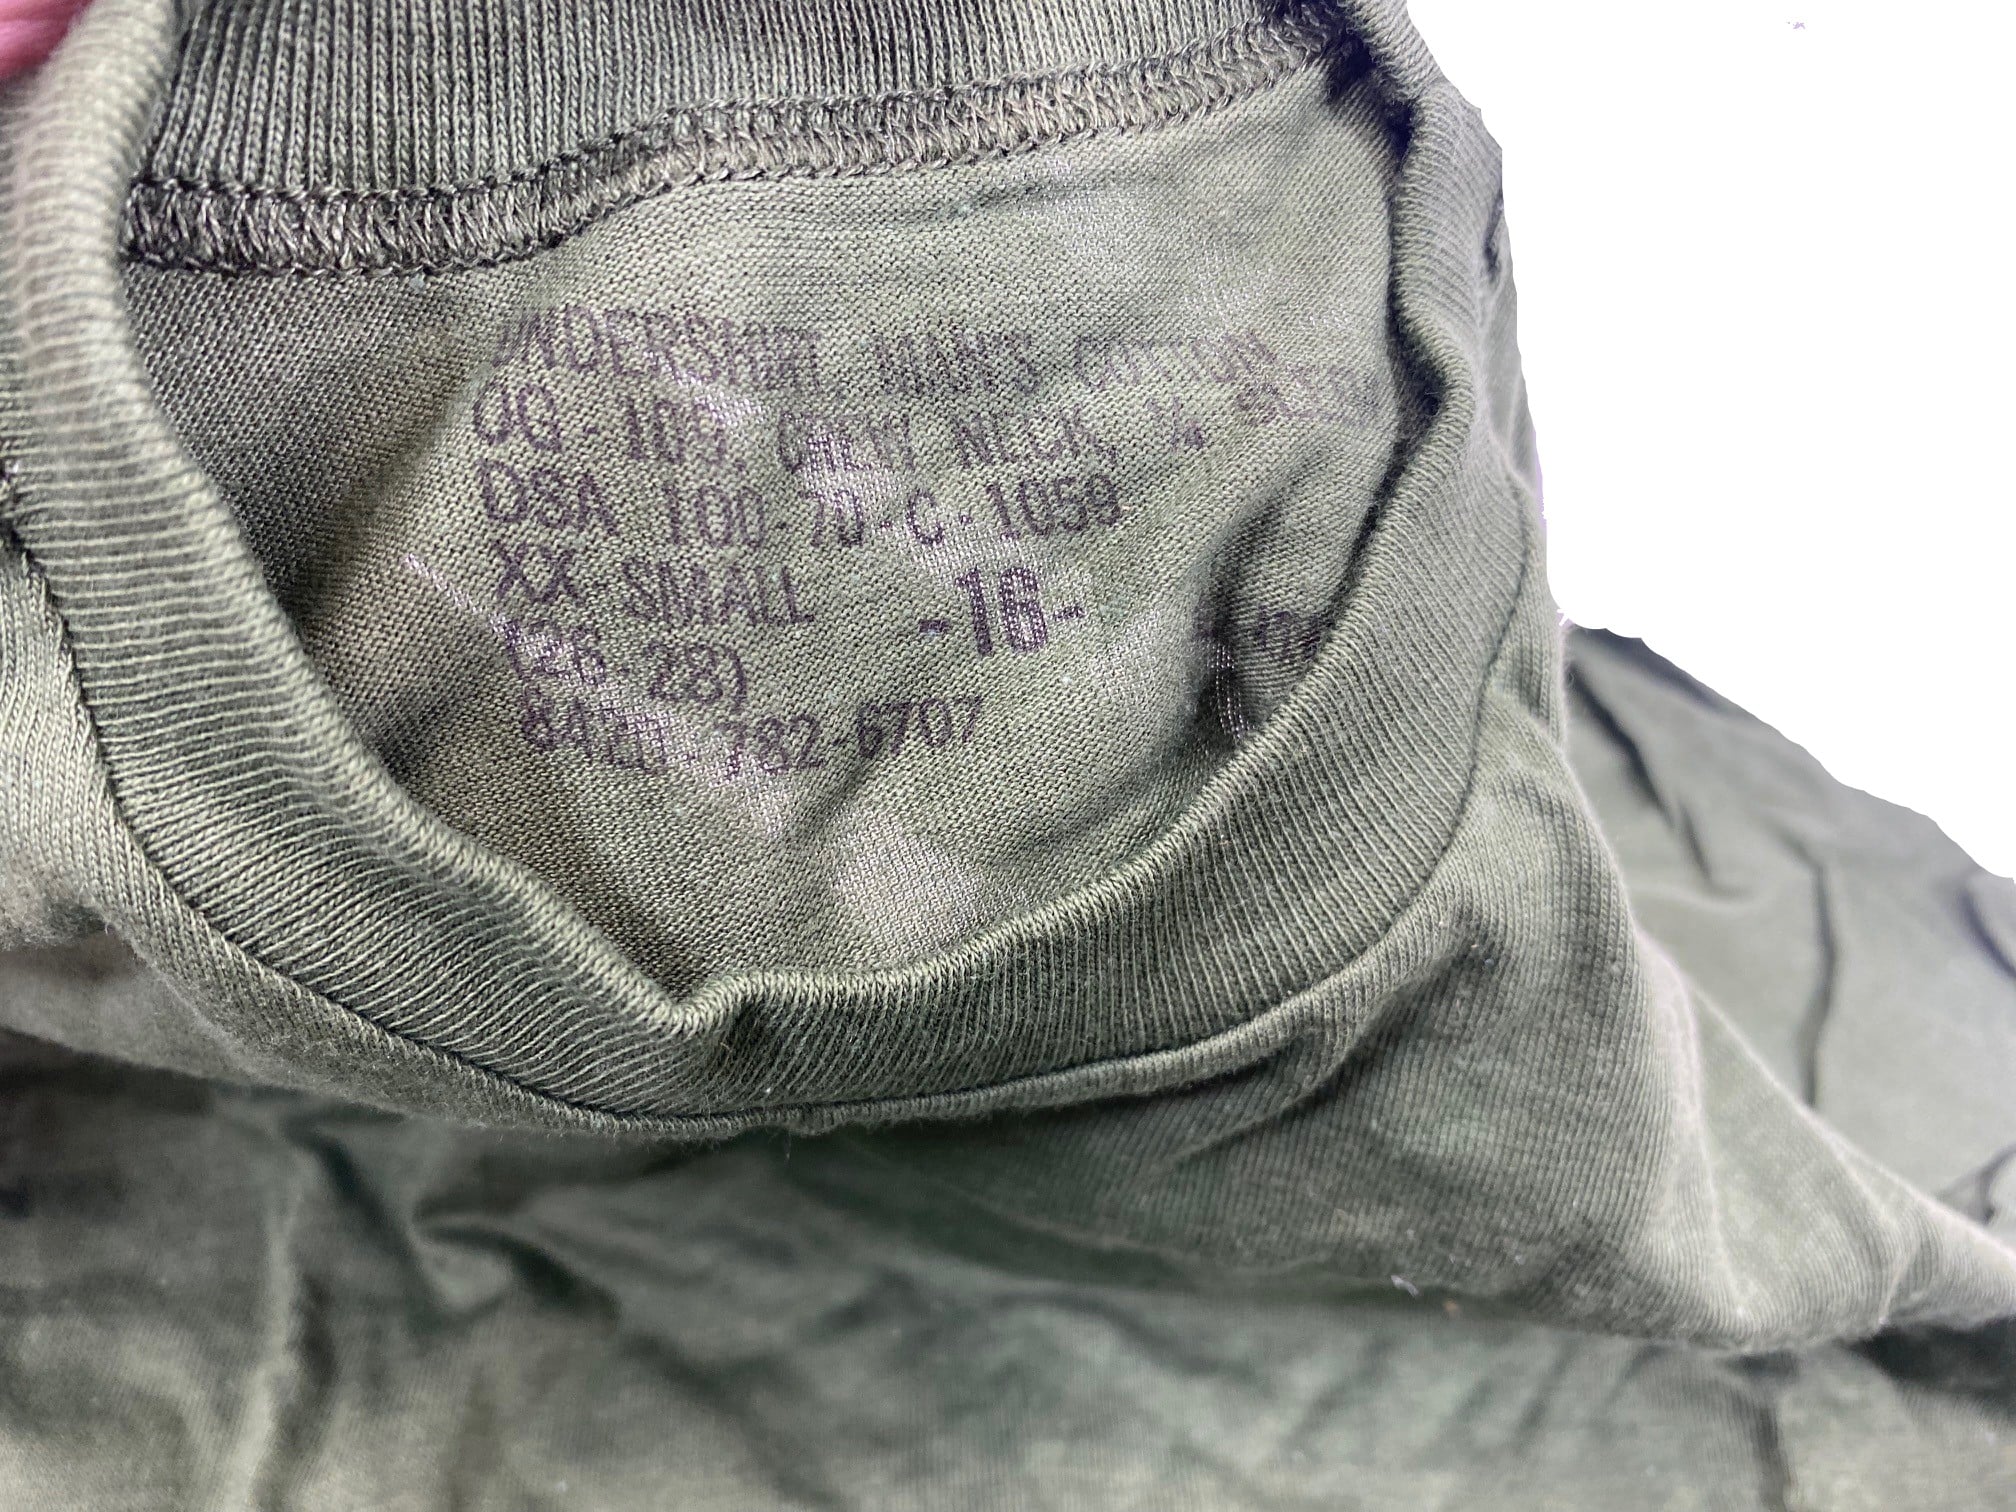 UNDERSHIRT, MAN'S COTTON
OG-109, CREW NECK, ¼ SLEEVE
DSA 100-70-C-1059
XX SMALL -16-
(26-28)
8420-782-6707